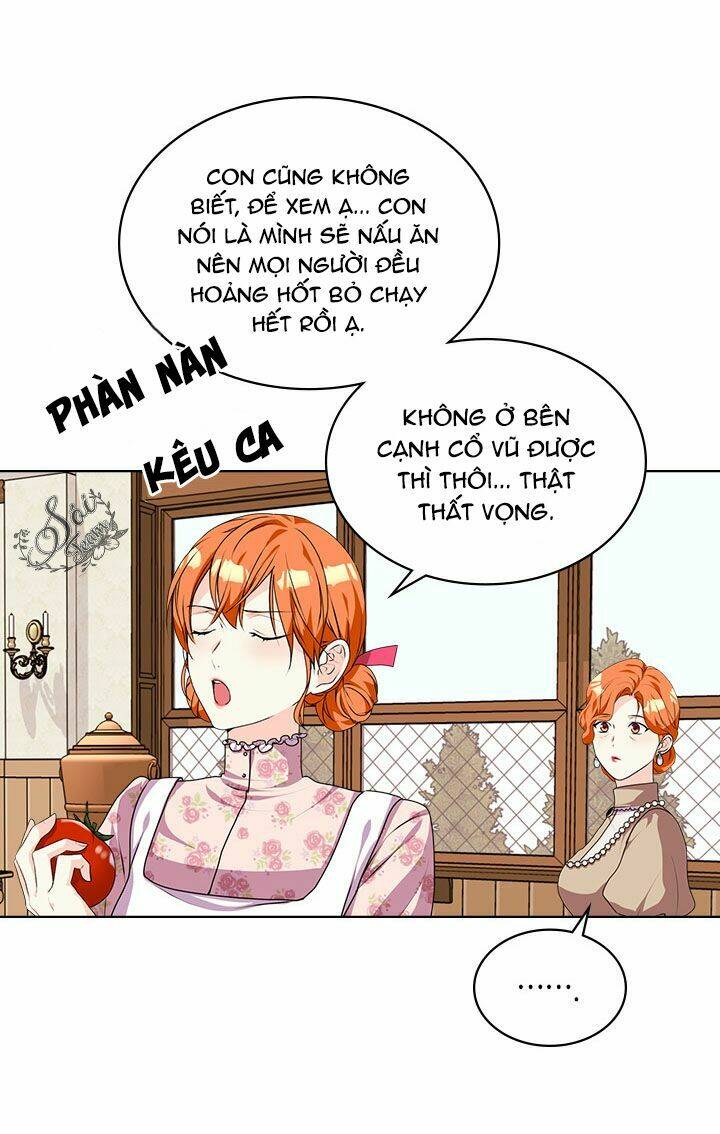 CON CŨNG KHÔNG
BIẾT, ĐỂ XEM Ạ... CON
NÓI LÀ MÌNH SẼ NẤU ĂN
NÊN MỌI NGƯỜI ĐỀU
HOẢNG HỐT BỎ CHẠY
HẾT RỒI Ạ.
PHÀN NÀN
KÊU CA
KHÔNG Ở BÊN
CẠNH CỔ VŨ ĐƯỢC
THÌ THÔI... THẬT
THẤT VỌNG.
Sói
Team
.......